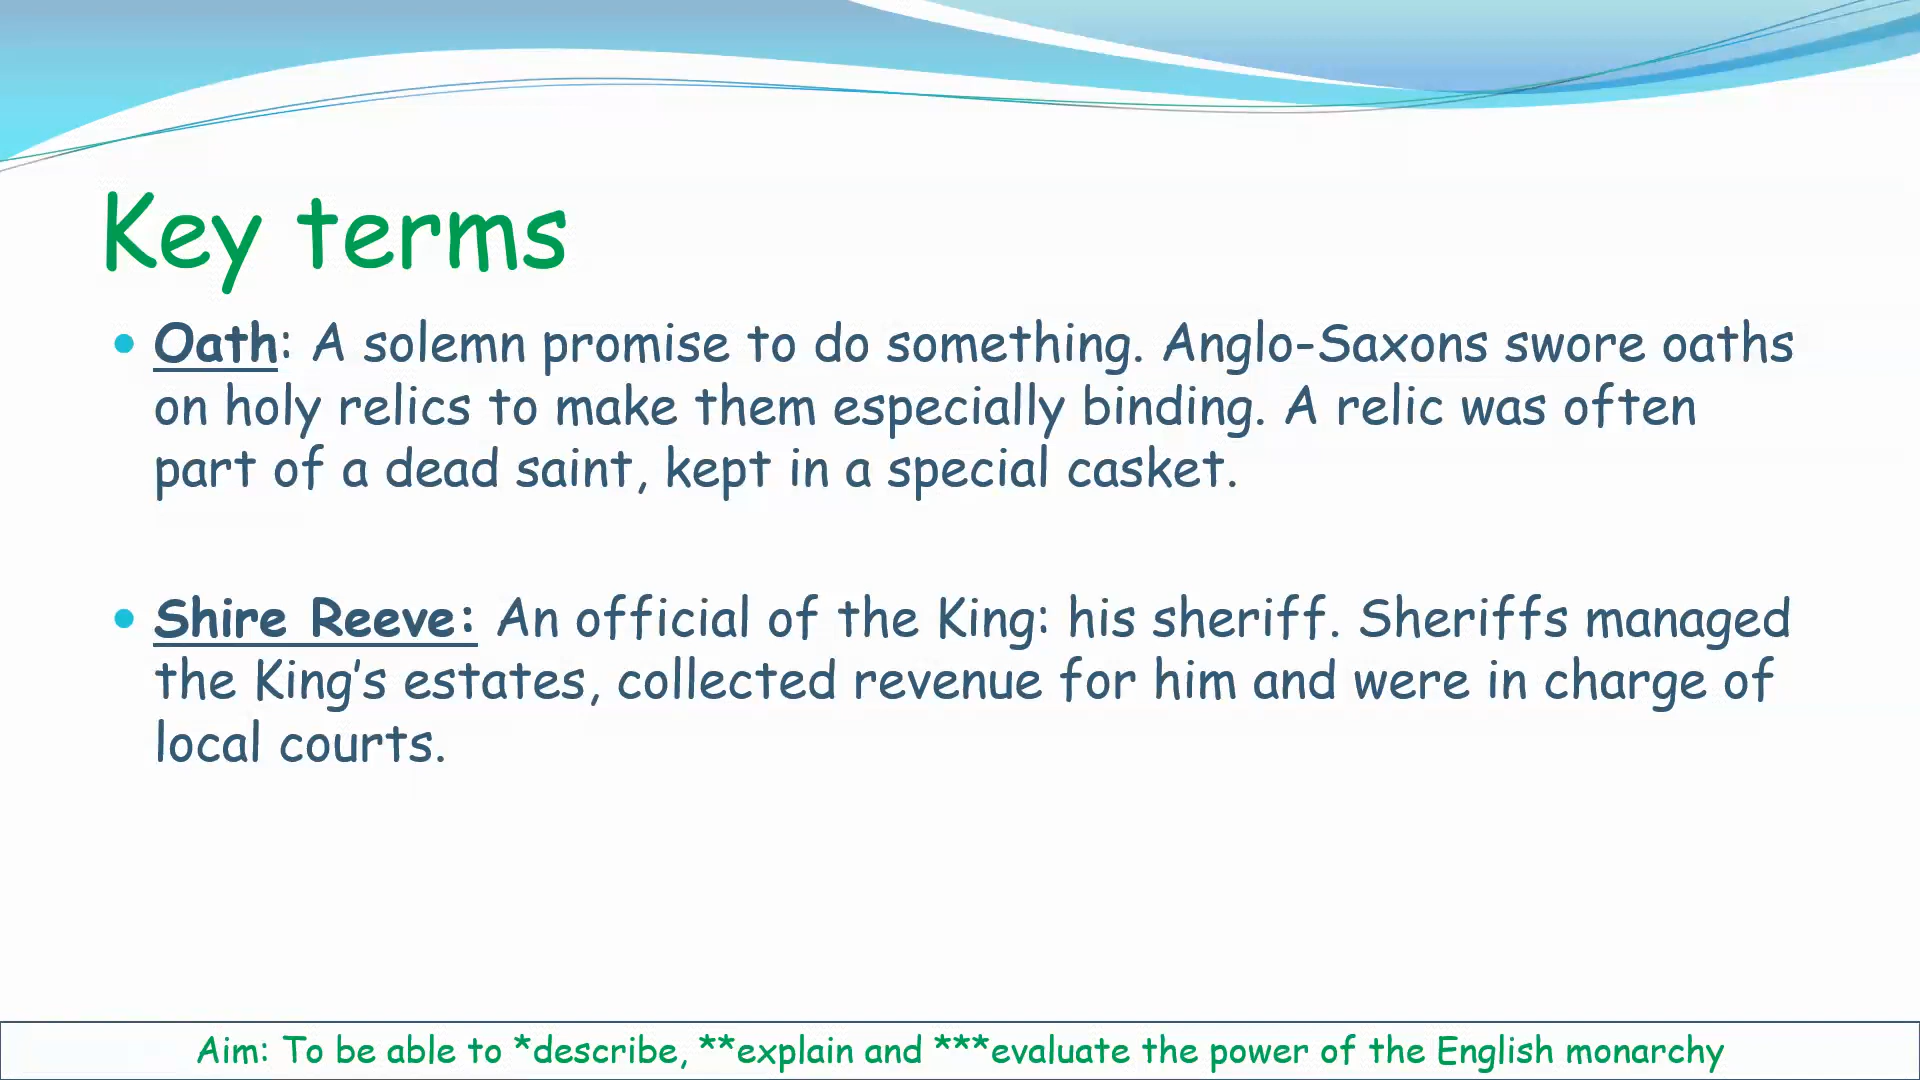 Key terms
• Oath: A solemn promise to do something. Anglo-Saxons swore oaths
on holy relics to make them especially binding. A relic was often
part of a dead saint, kept in a special casket.
• Shire Reeve: An official of the King: his sheriff. Sheriffs managed
the King’s estates, collected revenue for him and were in charge of
local courts.
Aim: To be able to *describe, **explain and ***evaluate the power of the English monarchy